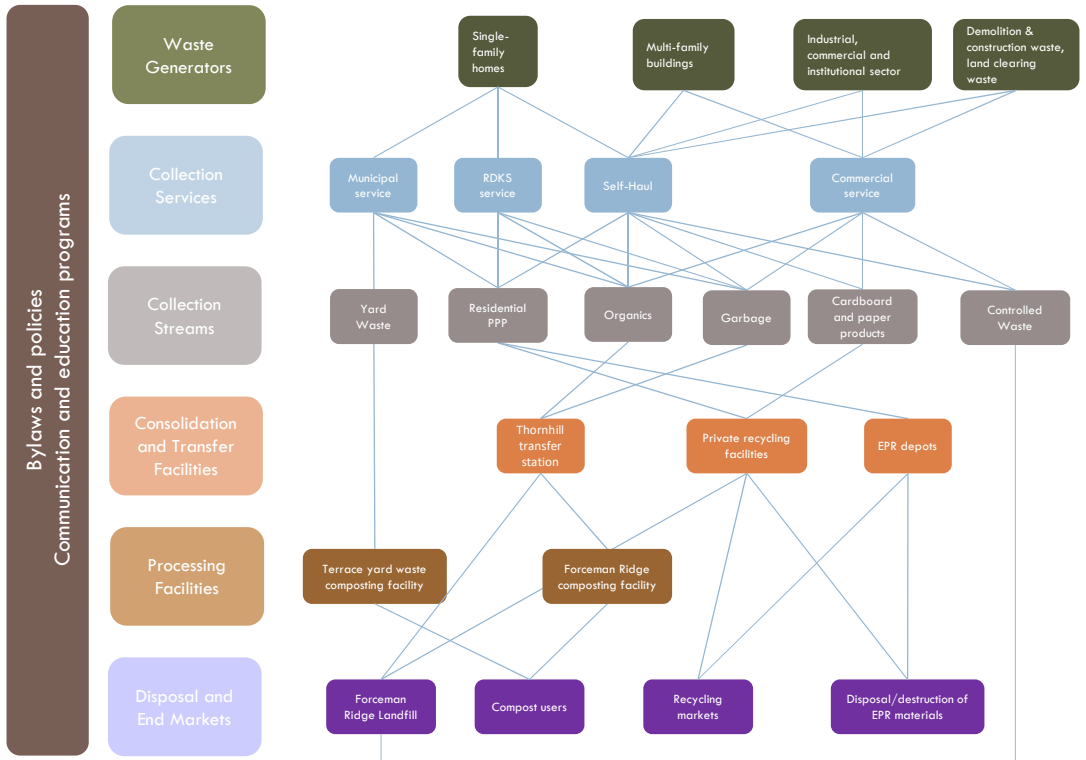 Bylaws and policies
Communication and education programs
Waste
Generators
Single-
family
homes
Multi-family
buildings
Industrial,
commercial and
institutional sector
Demolition &
construction waste,
land clearing
waste
Collection
Services
Municipal
service
RDKS
service
Self-Haul
Commercial
service
Collection
Streams
Yard
Waste
Residential
PPP
Organics
Garbage
Cardboard
and paper
products
Controlled
Waste
Consolidation
and Transfer
Facilities
Thornhill
transfer
station
Private recycling
facilities
EPR depots
Processing
Facilities
Terrace yard waste
composting facility
Forceman Ridge
composting facility
Disposal and
End Markets
Forceman
Ridge Landfill
Compost users
Recycling
markets
Disposal/destruction of
EPR materials